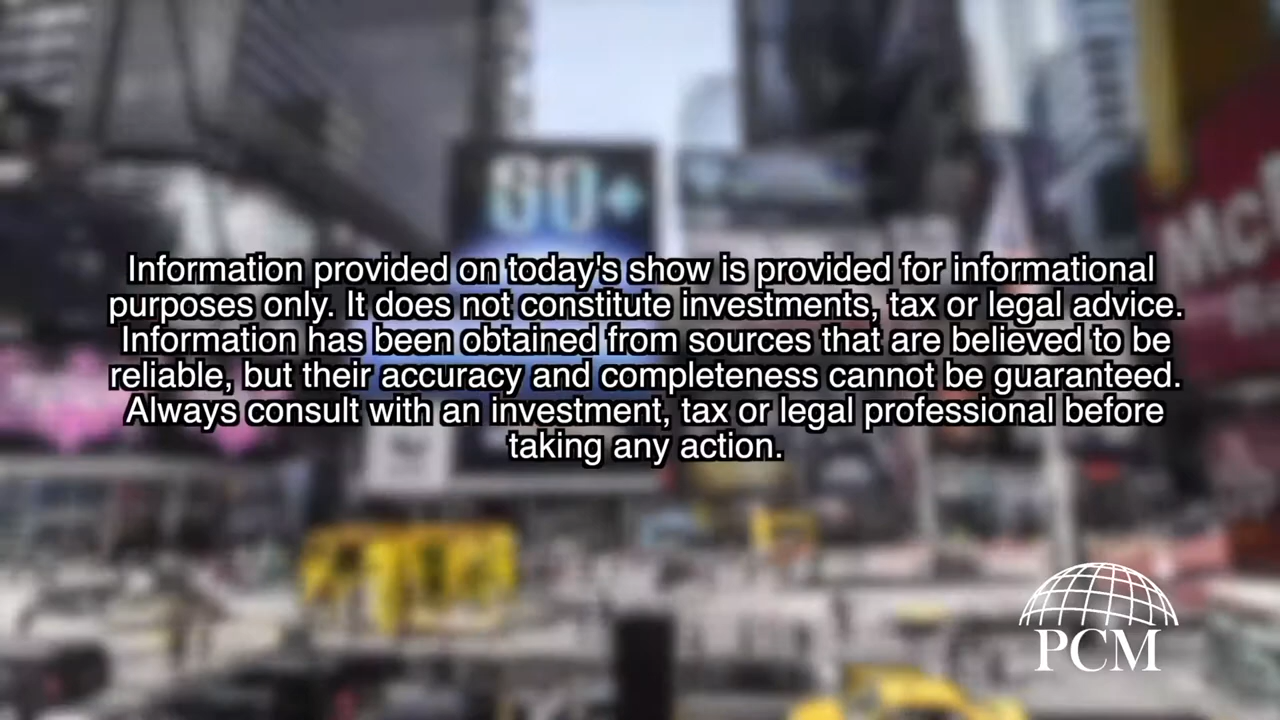 60+
Information provided on today's show is provided for informational
purposes only. It does not constitute investments, tax or legal advice.
Information has been obtained from sources that are believed to be
reliable, but their accuracy and completeness cannot be guaranteed.
Always consult with an investment, tax or legal professional before
taking any action.
PCM